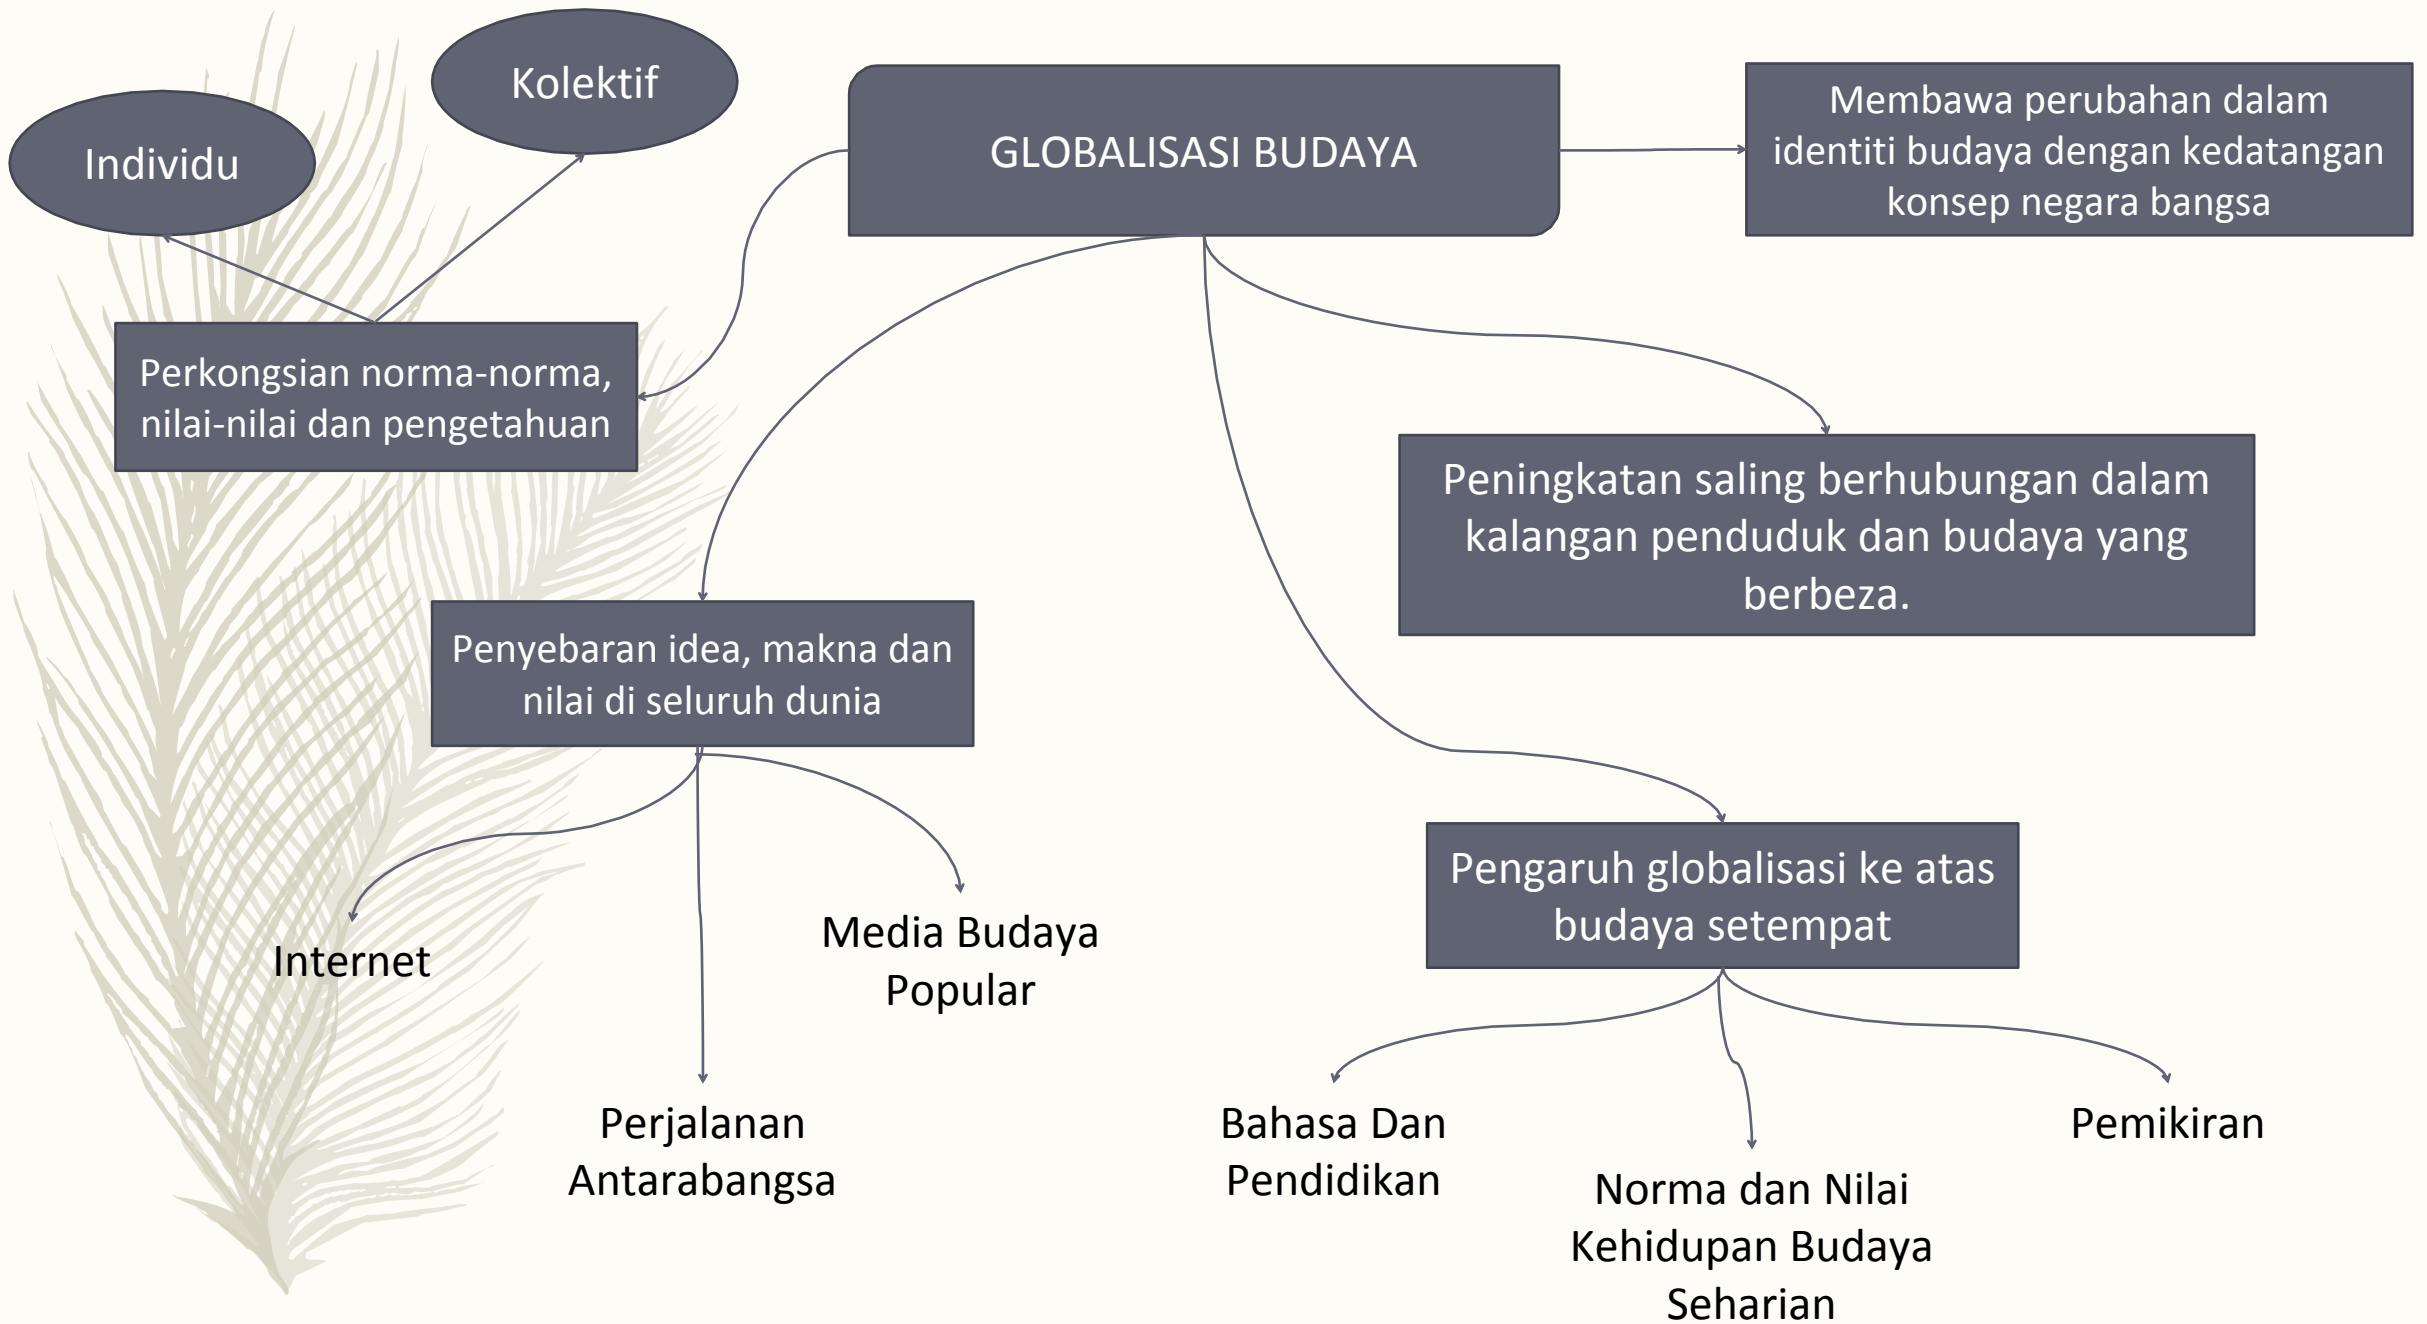 Kolektif
Individu
GLOBALISASI BUDAYA
Membawa perubahan dalam
identiti budaya dengan kedatangan
konsep negara bangsa
Perkongsian norma-norma,
nilai-nilai dan pengetahuan
Peningkatan saling berhubungan dalam
kalangan penduduk dan budaya yang
berbeza.
Penyebaran idea, makna dan
nilai di seluruh dunia
Pengaruh globalisasi ke atas
budaya setempat
Internet
Media Budaya
Popular
Perjalanan
Antarabangsa
Bahasa Dan
Pendidikan
Norma dan Nilai
Kehidupan Budaya
Seharian
Pemikiran